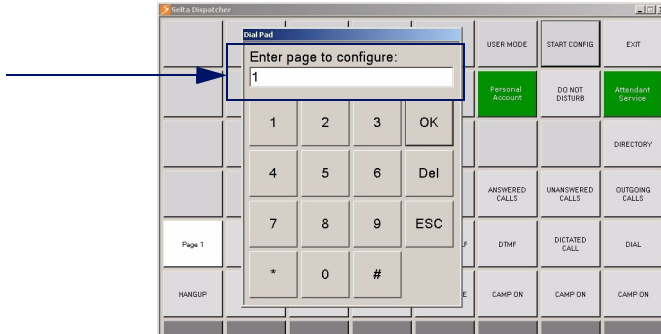 Selta Dispatcher
Dial Pad
Enter page to configure:
1
USER MODE
START CONFIG
EXIT
Personal
Account
DO NOT
DISTURB
Attendant
Service
1
2
3
OK
DIRECTORY
4
5
6
Del
ANSWERED
CALLS
UNANSWERED
CALLS
OUTGOING
CALLS
7
8
9
ESC
Page 1
DTMF
DICTATED
CALL
DIAL
*
0
#
HANGUP
CAMP ON
CAMP ON
CAMP ON